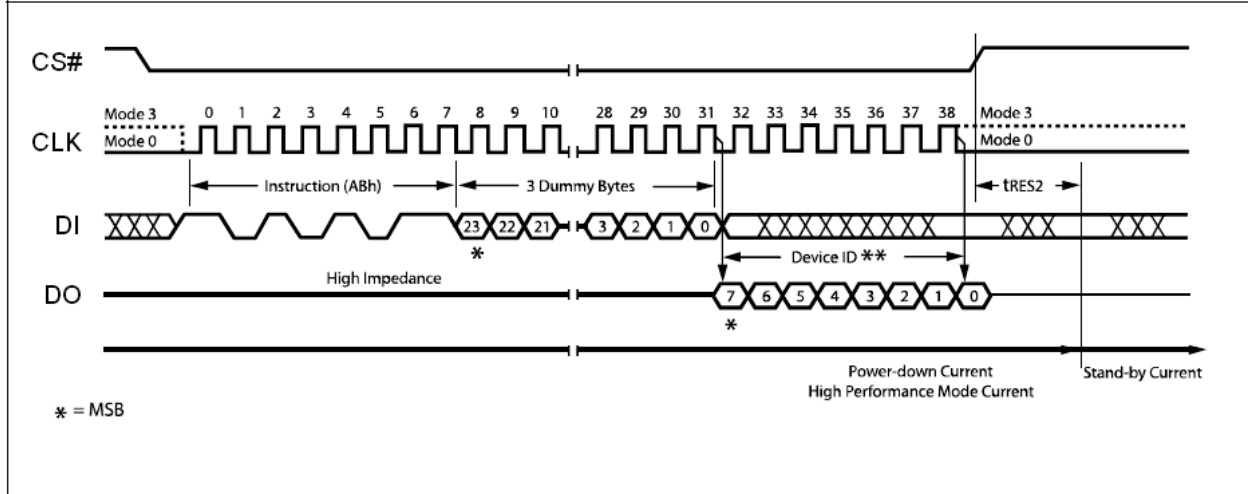 CS#
0 1 2 3 4 5 6 7 8 9 10 28 29 30 31 32 33 34 35 36 37 38
Mode 3 Mode 3
CLK Mode 0 Mode 0
Instruction (ABh) 3 Dummy Bytes tRES2
DI 23 22 21 3 2 1 0
*
Device ID **
High Impedance
DO 7 6 5 4 3 2 1 0
*
Power-down Current Stand-by Current
High Performance Mode Current
* = MSB